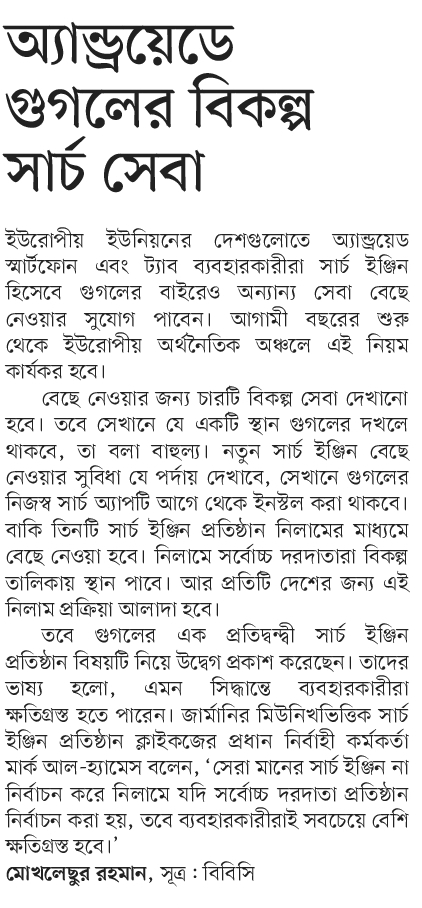 অ্যান্ড্রয়েডে
গুগলের বিকল্প
সার্চ সেবা
ইউরোপীয় ইউনিয়নের দেশগুলোতে অ্যান্ড্রয়েড
স্মার্টফোন এবং ট্যাব ব্যবহারকারীরা সার্চ ইঞ্জিন
হিসেবে গুগলের বাইরেও অন্যান্য সেবা বেছে
নেওয়ার সুযোগ পাবেন। আগামী বছরের শুরু
থেকে ইউরোপীয় অর্থনৈতিক অঞ্চলে এই নিয়ম
কার্যকর হবে।
বেছে নেওয়ার জন্য চারটি বিকল্প সেবা দেখানো
হবে। তবে সেখানে যে একটি স্থান গুগলের দখলে
থাকবে, তা বলা বাহুল্য। নতুন সার্চ ইঞ্জিন বেছে
নেওয়ার সুবিধা যে পর্দায় দেখাবে, সেখানে গুগলের
নিজস্ব সার্চ অ্যাপটি আগে থেকে ইনস্টল করা থাকবে।
বাকি তিনটি সার্চ ইঞ্জিন প্রতিষ্ঠান নিলামের মাধ্যমে
বেছে নেওয়া হবে। নিলামে সর্বোচ্চ দরদাতারা বিকল্প
তালিকায় স্থান পাবে। আর প্রতিটি দেশের জন্য এই
নিলাম প্রক্রিয়া আলাদা হবে।
তবে গুগলের এক প্রতিদ্বন্দ্বী সার্চ ইঞ্জিন
প্রতিষ্ঠান বিষয়টি নিয়ে উদ্বেগ প্রকাশ করেছেন। তাদের
ভাষ্য হলো, এমন সিদ্ধান্তে ব্যবহারকারীরা
ক্ষতিগ্রস্ত হতে পারেন। জার্মানির মিউনিখভিত্তিক সার্চ
ইঞ্জিন প্রতিষ্ঠান ক্লাইকজের প্রধান নির্বাহী কর্মকর্তা
মার্ক আল-হ্যামেস বলেন, ‘সেরা মানের সার্চ ইঞ্জিন না
নির্বাচন করে নিলামে যদি সর্বোচ্চ দরদাতা প্রতিষ্ঠান
নির্বাচন করা হয়, তবে ব্যবহারকারীরাই সবচেয়ে বেশি
ক্ষতিগ্রস্ত হবে।’
মোখলেছুর রহমান, সূত্র : বিবিসি